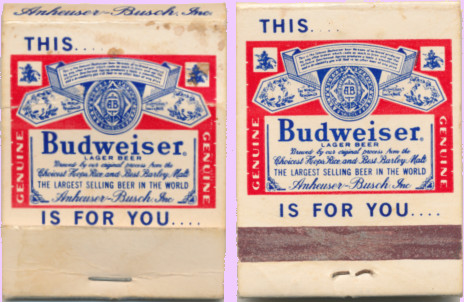 Anheuser-Busch, Inc.
THIS....
AB
GENUINE
Budweiser.
LAGER BEER
Brewed by our original process from the
Choicest Hops, Rice and Best Barley Malt
THE LARGEST SELLING BEER IN THE WORLD
Anheuser-Busch, Inc.
GENUINE
IS FOR YOU....
THIS....
AB
GENUINE
Budweiser.
LAGER BEER
Brewed by our original process from the
Choicest Hops, Rice and Best Barley Malt
THE LARGEST SELLING BEER IN THE WORLD
Anheuser-Busch, Inc.
GENUINE
IS FOR YOU....